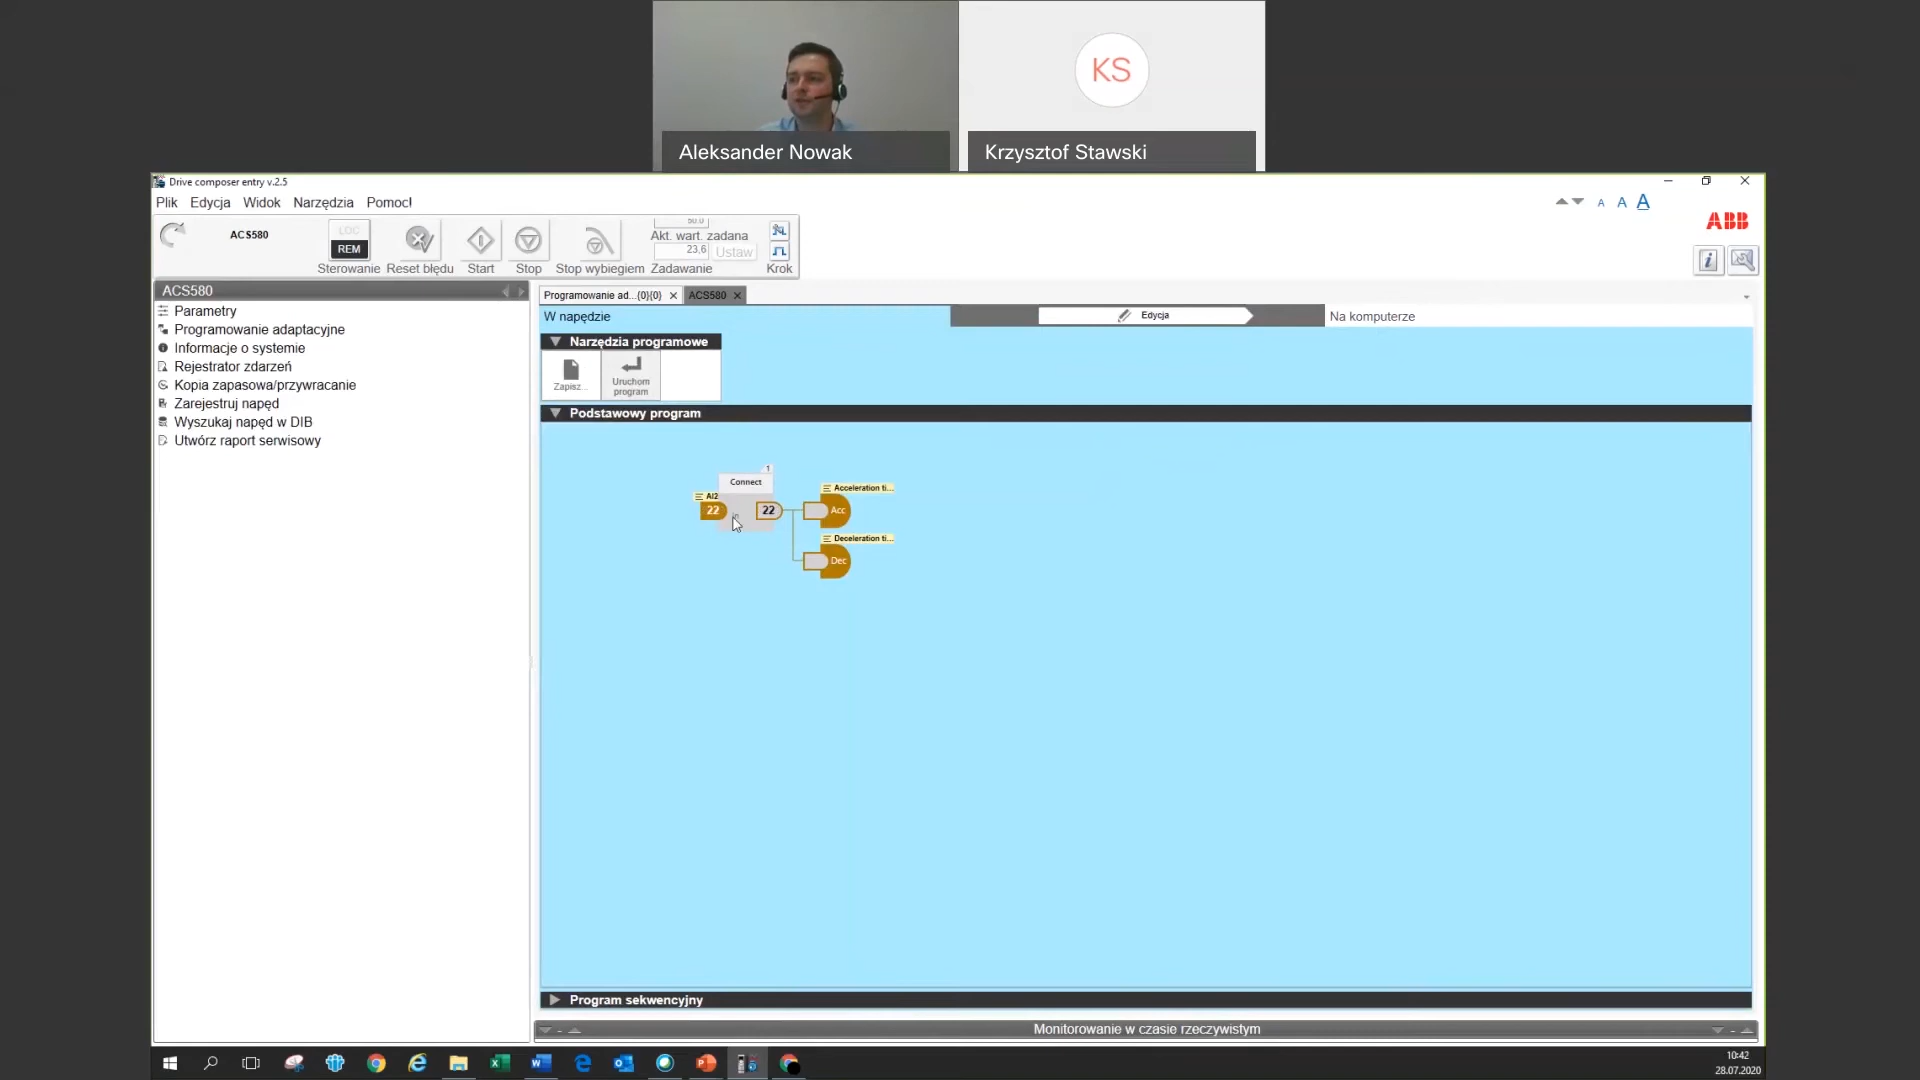 KS
Aleksander Nowak
Krzysztof Stawski
Drive composer entry v.2.5
Plik Edycja Widok Narzędzia Pomoc!
A A A
ABB
ACS580
LOC
REM
50.0
Akt. wart. zadana
23,6 Ustaw
Sterowanie Reset błędu Start Stop Stop wybiegiem Zadawanie Krok
i
ACS580
Parametry
Programowanie adaptacyjne
Informacje o systemie
Rejestrator zdarzeń
Kopia zapasowa/przywracanie
Zarejestruj napęd
Wyszukaj napęd w DIB
Utwórz raport serwisowy
Programowanie ad...{0}{0} ACS580
W napędzie
Edycja
Na komputerze
Narzędzia programowe
Zapisz...
Uruchom
program
Podstawowy program
1
Connect
AI2
22
22
Acceleration ti...
Acc
Deceleration ti...
Dec
Program sekwencyjny
Monitorowanie w czasie rzeczywistym
10:42
28.07.2020